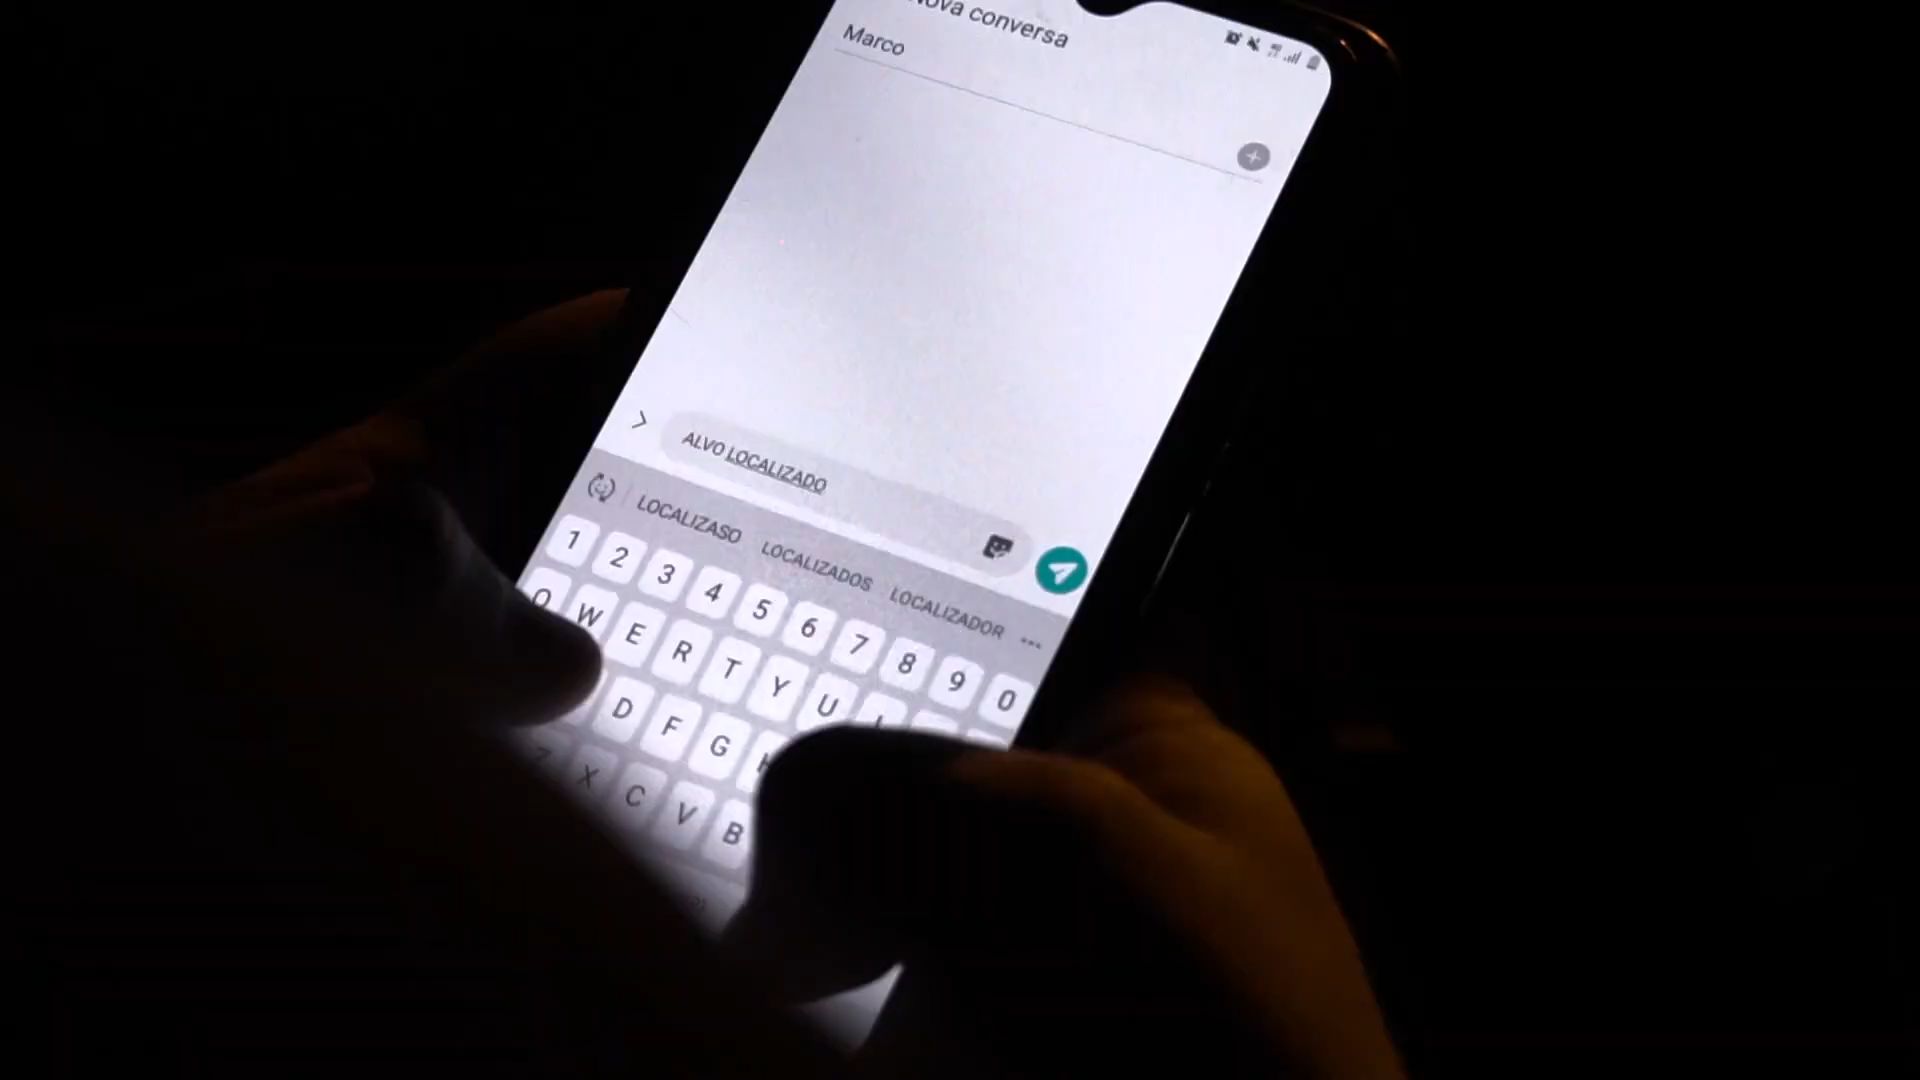 Nova conversa
Marco
ALVO LOCALIZADO
LOCALIZASO LOCALIZADOS LOCALIZADOR
1 2 3 4 5 6 7 8 9 0
Q W E R T Y U I
D F G H
Z X C V B